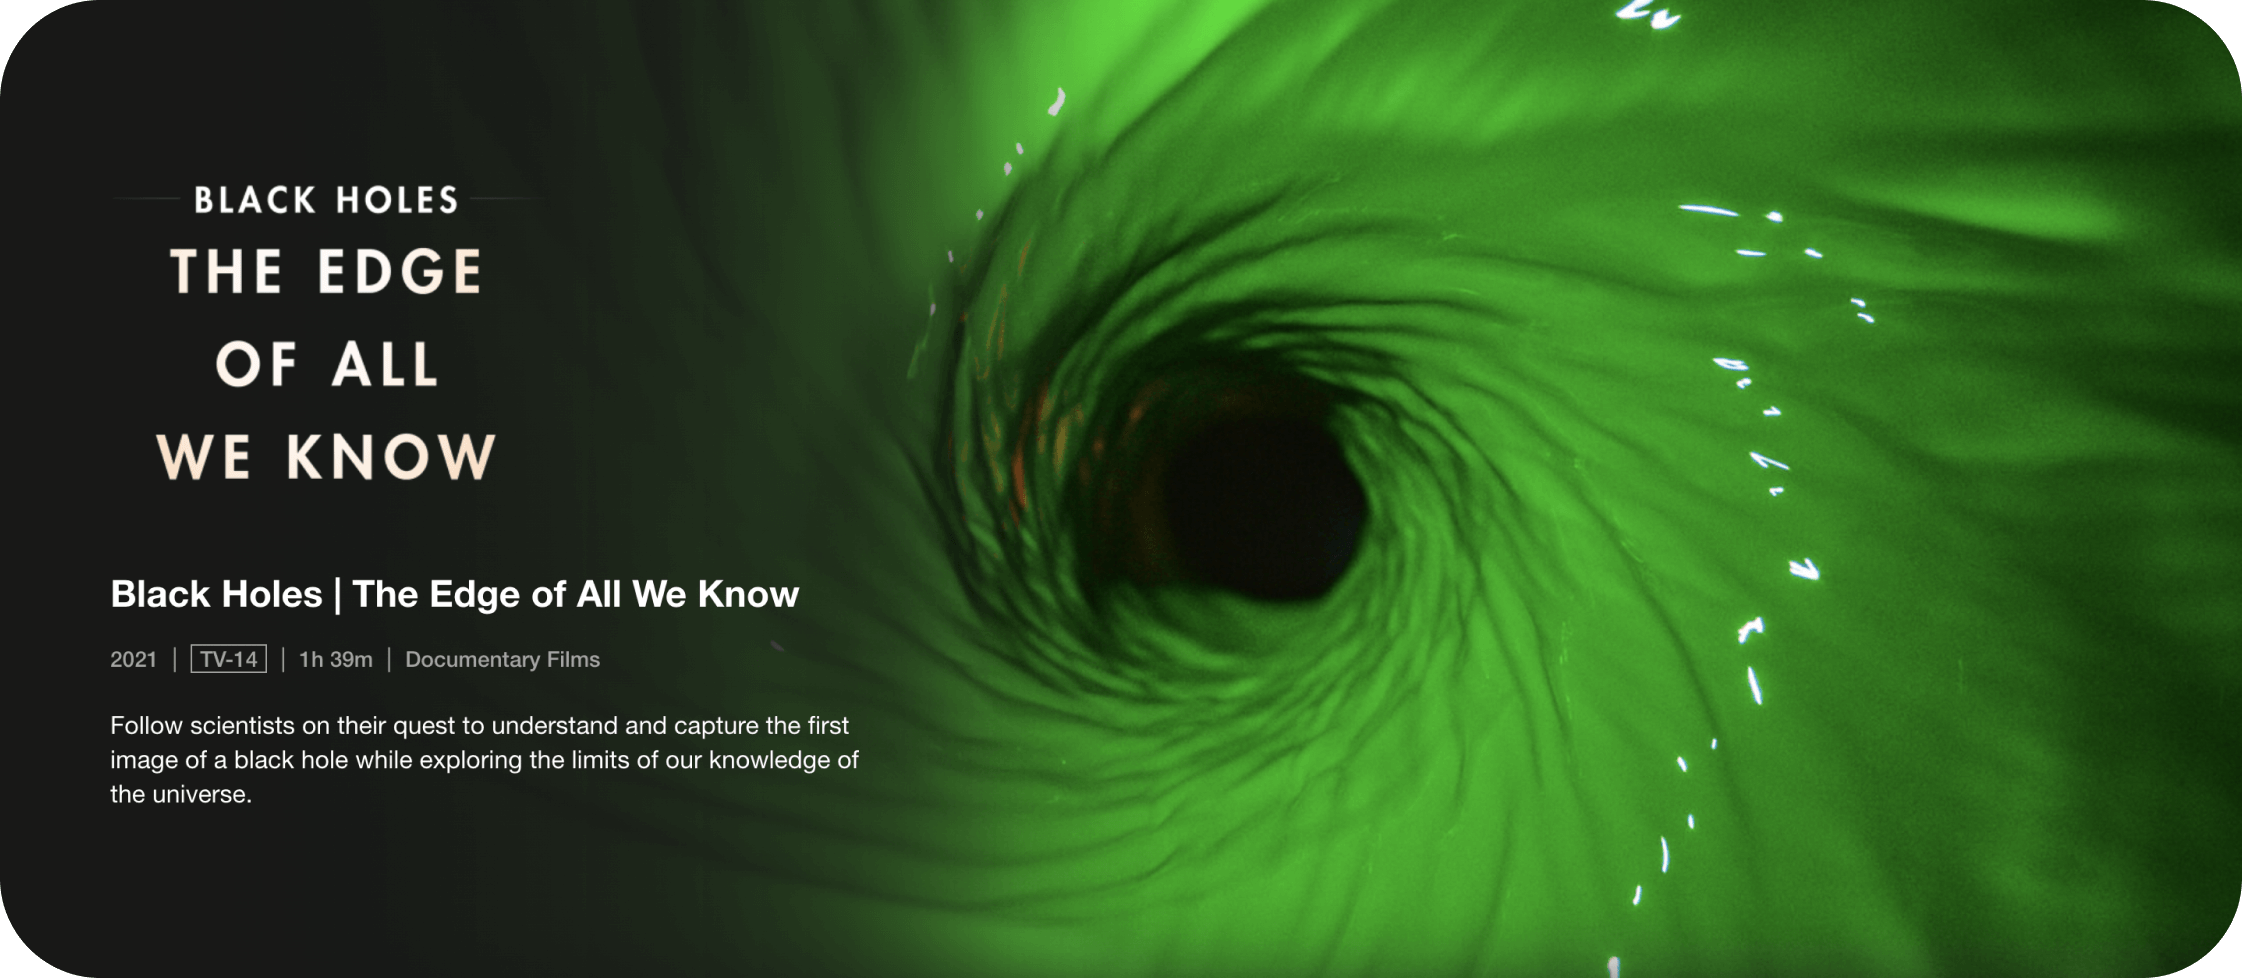 BLACK HOLES
THE EDGE
OF ALL
WE KNOW
Black Holes | The Edge of All We Know
2021 | TV-14 | 1h 39m | Documentary Films
Follow scientists on their quest to understand and capture the first
image of a black hole while exploring the limits of our knowledge of
the universe.